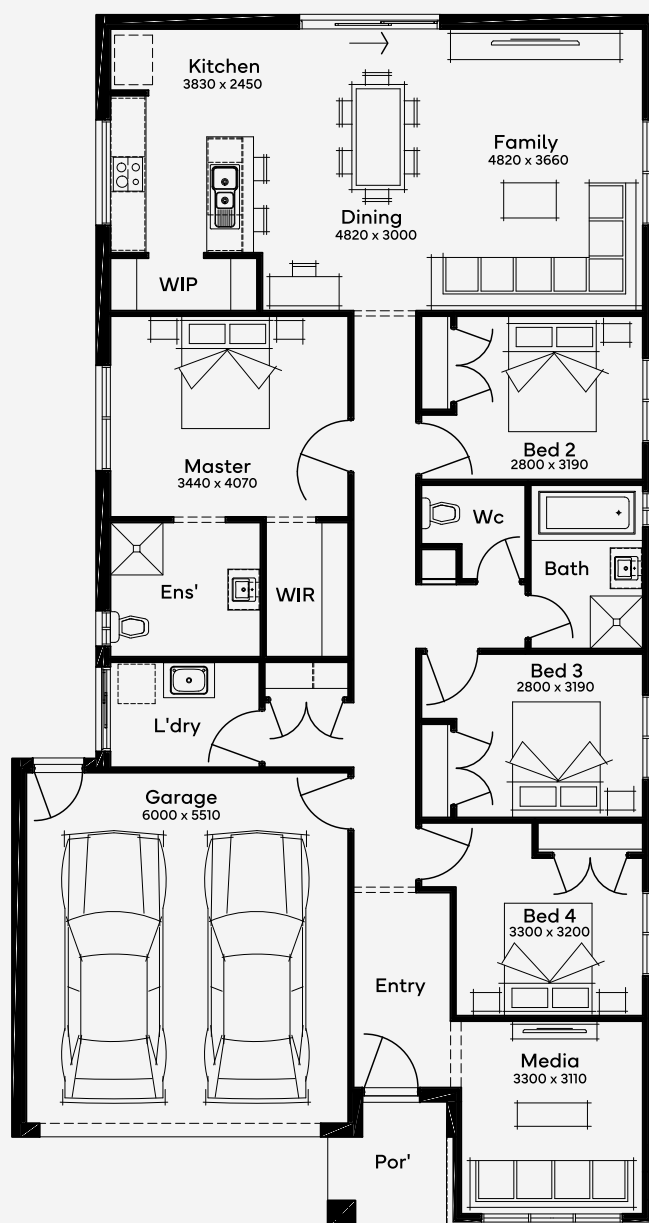 Kitchen
3830 x 2450
Family
4820 x 3660
Dining
4820 x 3000
WIP
Master
3440 x 4070
Bed 2
2800 x 3190
Wc
Bath
Ens'
WIR
Bed 3
2800 x 3190
L'dry
Garage
6000 x 5510
Bed 4
3300 x 3200
Entry
Media
3300 x 3110
Por'